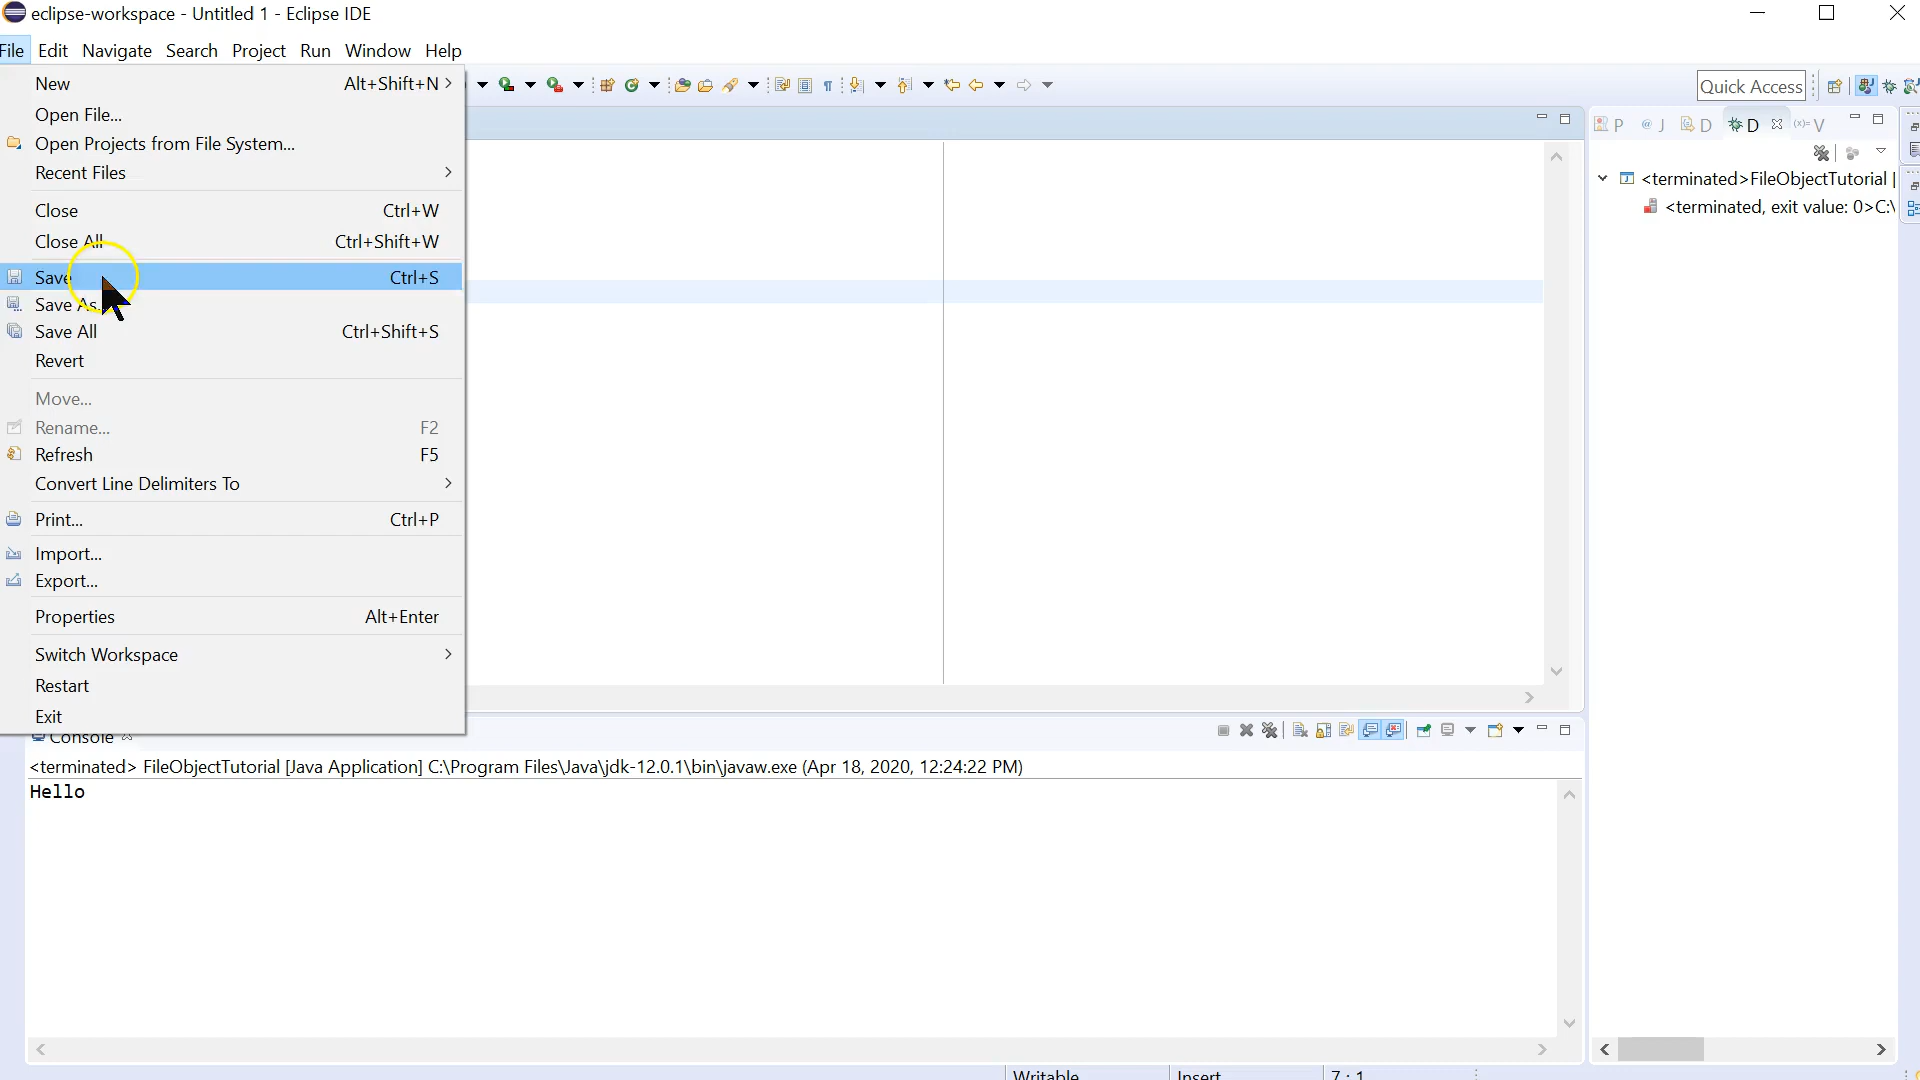 eclipse-workspace - Untitled 1 - Eclipse IDE
File Edit Navigate Search Project Run Window Help
New Alt+Shift+N
Open File...
Open Projects from File System...
Recent Files
Close Ctrl+W
Close All Ctrl+Shift+W
Save Ctrl+S
Save As...
Save All Ctrl+Shift+S
Revert
Move...
Rename... F2
Refresh F5
Convert Line Delimiters To
Print... Ctrl+P
Import...
Export...
Properties Alt+Enter
Switch Workspace
Restart
Exit
Quick Access
P @ J D D (x)= V
<terminated>FileObjectTutorial
<terminated, exit value: 0>C:\
Console
<terminated> FileObjectTutorial [Java Application] C:\Program Files\Java\jdk-12.0.1\bin\javaw.exe (Apr 18, 2020, 12:24:22 PM)
Hello
Writable Insert 7 : 1